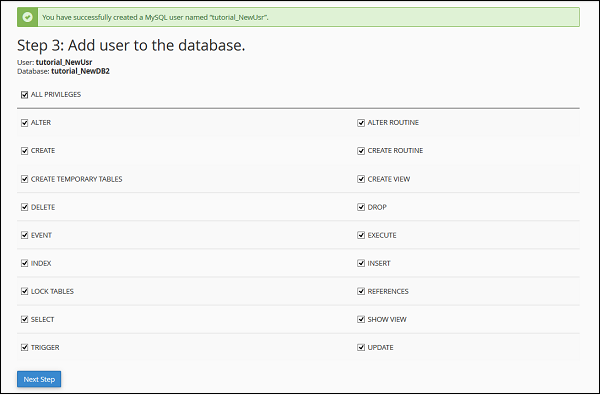 You have successfully created a MySQL user named "tutorial_NewUsr".
Step 3: Add user to the database.
User: tutorial_NewUsr
Database: tutorial_NewDB2
ALL PRIVILEGES
ALTER ALTER ROUTINE
CREATE CREATE ROUTINE
CREATE TEMPORARY TABLES CREATE VIEW
DELETE DROP
EVENT EXECUTE
INDEX INSERT
LOCK TABLES REFERENCES
SELECT SHOW VIEW
TRIGGER UPDATE
Next Step